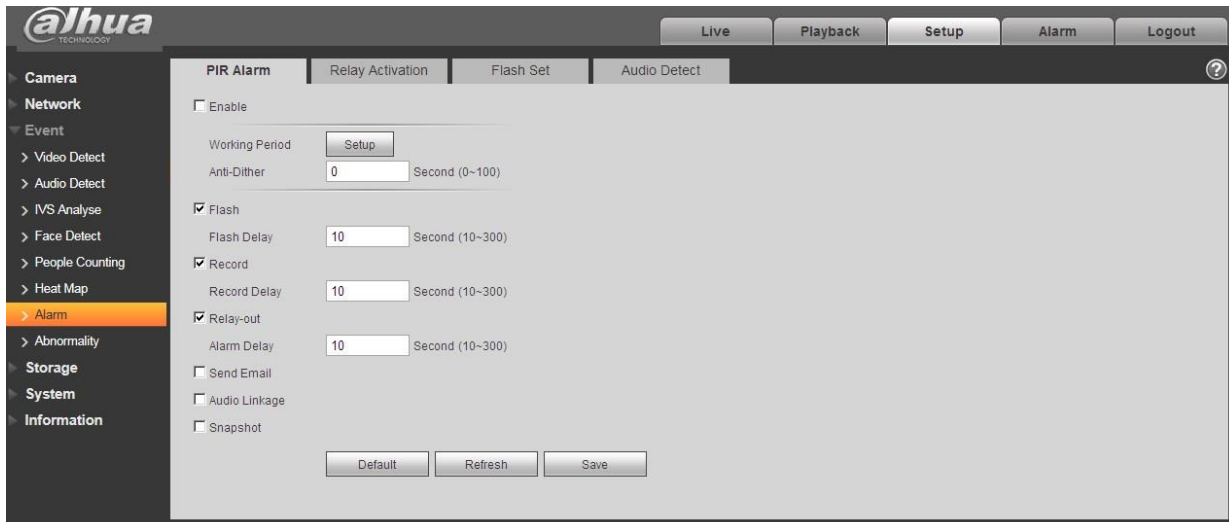 alhua
TECHNOLOGY
Live Playback Setup Alarm Logout
PIR Alarm Relay Activation Flash Set Audio Detect ?
Camera
Network
Event
> Video Detect
> Audio Detect
> IVS Analyse
> Face Detect
> People Counting
> Heat Map
> Alarm
> Abnormality
Storage
System
Information
Enable
Working Period Setup
Anti-Dither 0 Second (0~100)
Flash
Flash Delay 10 Second (10~300)
Record
Record Delay 10 Second (10~300)
Relay-out
Alarm Delay 10 Second (10~300)
Send Email
Audio Linkage
Snapshot
Default Refresh Save